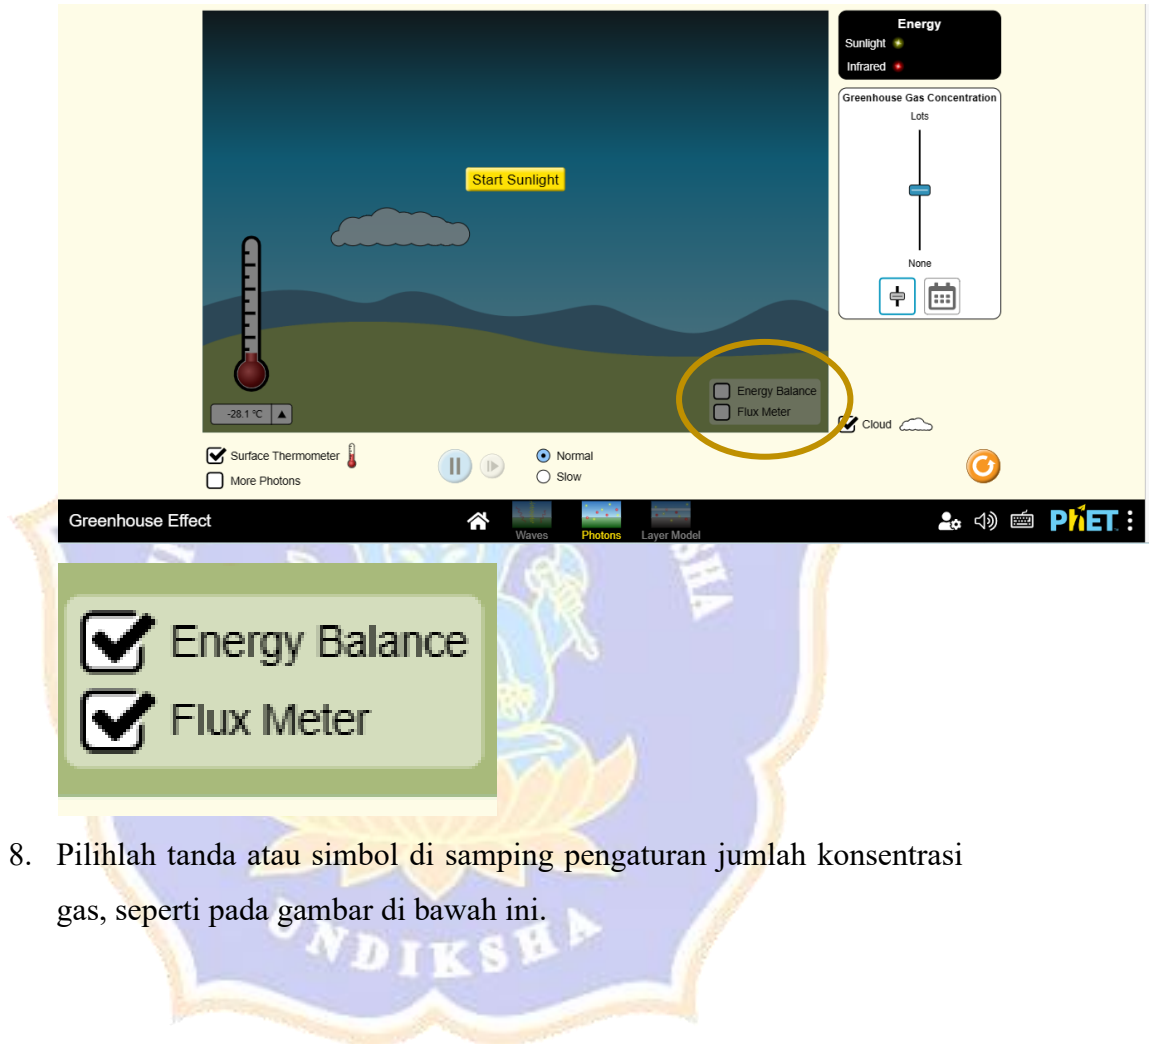 Energy
Sunlight
Infrared
Greenhouse Gas Concentration
Lots
None
Start Sunlight
Energy Balance
Flux Meter
-28.1 °C
Cloud
Surface Thermometer
More Photons
Normal
Slow
Greenhouse Effect
Waves
Photons
Layer Model
PhET
Energy Balance
Flux Meter
8. Pilihlah tanda atau simbol di samping pengaturan jumlah konsentrasi
gas, seperti pada gambar di bawah ini.
UNDIKSHA